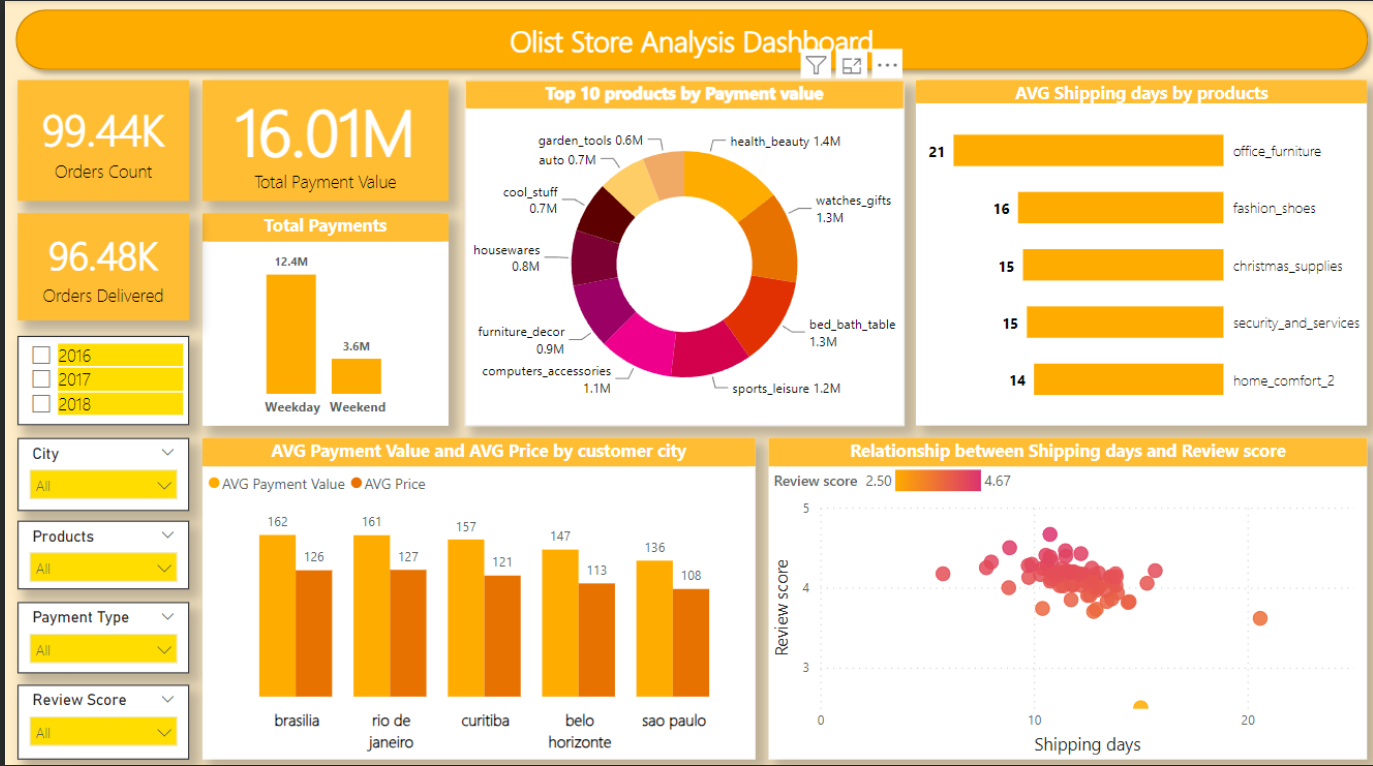 Olist Store Analysis Dashboard
99.44K
Orders Count
16.01M
Total Payment Value
96.48K
Orders Delivered
2016
2017
2018
City
All
Products
All
Payment Type
All
Review Score
All
Total Payments
12.4M
3.6M
Weekday Weekend
Top 10 products by Payment value
garden_tools 0.6M
auto 0.7M
cool_stuff
0.7M
housewares
0.8M
furniture_decor
0.9M
computers_accessories
1.1M
health_beauty 1.4M
watches_gifts
1.3M
bed_bath_table
1.3M
sports_leisure 1.2M
AVG Shipping days by products
21 office_furniture
16 fashion_shoes
15 christmas_supplies
15 security_and_services
14 home_comfort_2
AVG Payment Value and AVG Price by customer city
AVG Payment Value AVG Price
162 126 161 127 157 121 147 113 136 108
brasilia
rio de
janeiro
curitiba
belo
horizonte
sao paulo
Relationship between Shipping days and Review score
Review score 2.50 4.67
Review score
5
4
3
0 10 20
Shipping days